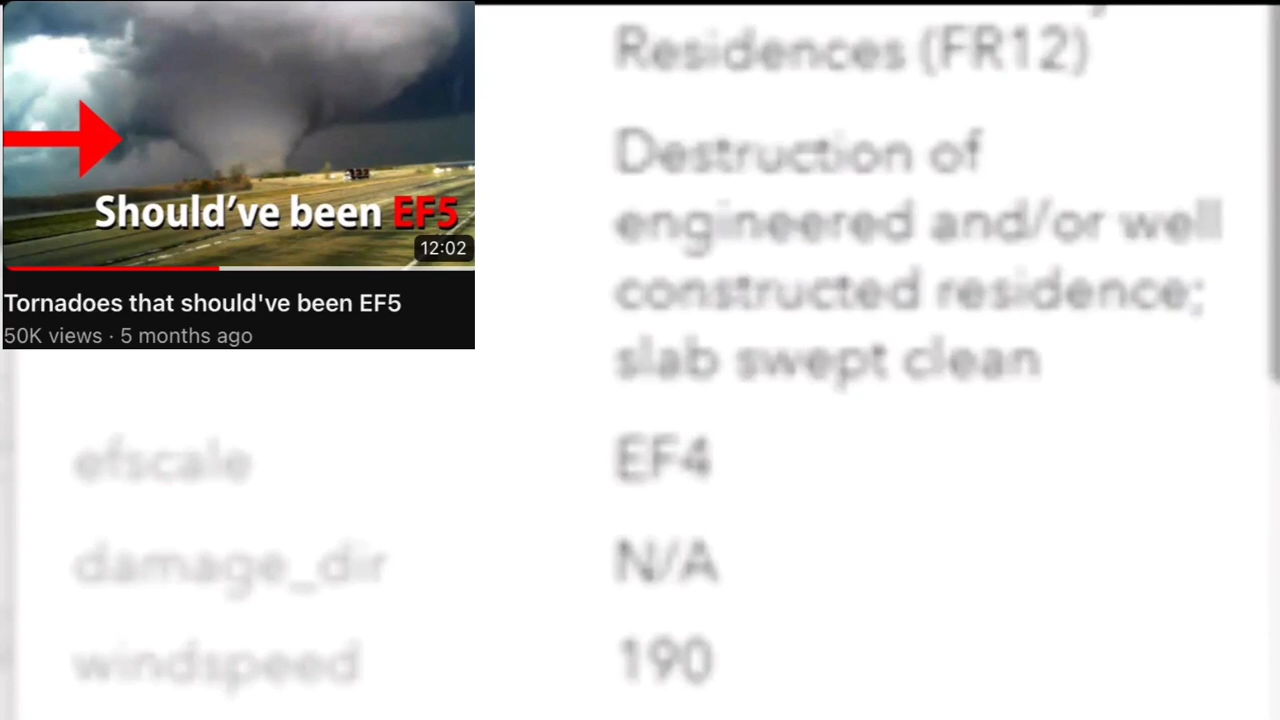 Should've been EF5
12:02
Tornadoes that should've been EF5
50K views · 5 months ago
Residences (FR12)
Destruction of
engineered and/or well
constructed residence;
slab swept clean
efscale EF4
damage_dir N/A
windspeed 190